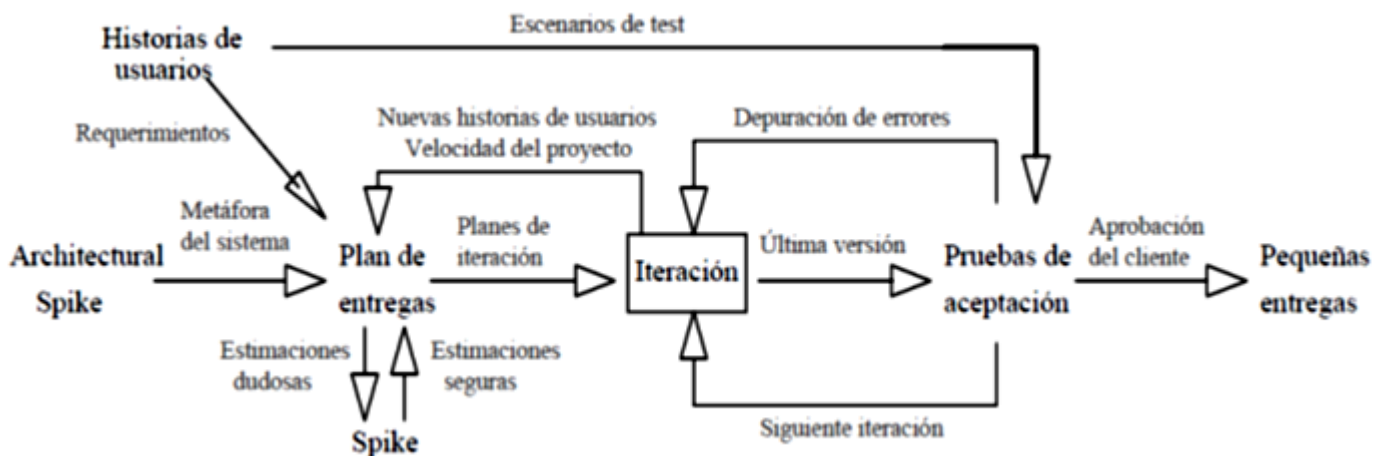 Escenarios de test
Historias de
usuarios
Requerimientos
Nuevas historias de usuarios
Velocidad del proyecto
Depuración de errores
Metáfora
del sistema
Architectural
Spike
Plan de
entregas
Planes de
iteración
Iteración
Última versión
Pruebas de
aceptación
Aprobación
del cliente
Pequeñas
entregas
Estimaciones
dudosas
Estimaciones
seguras
Spike
Siguiente iteración